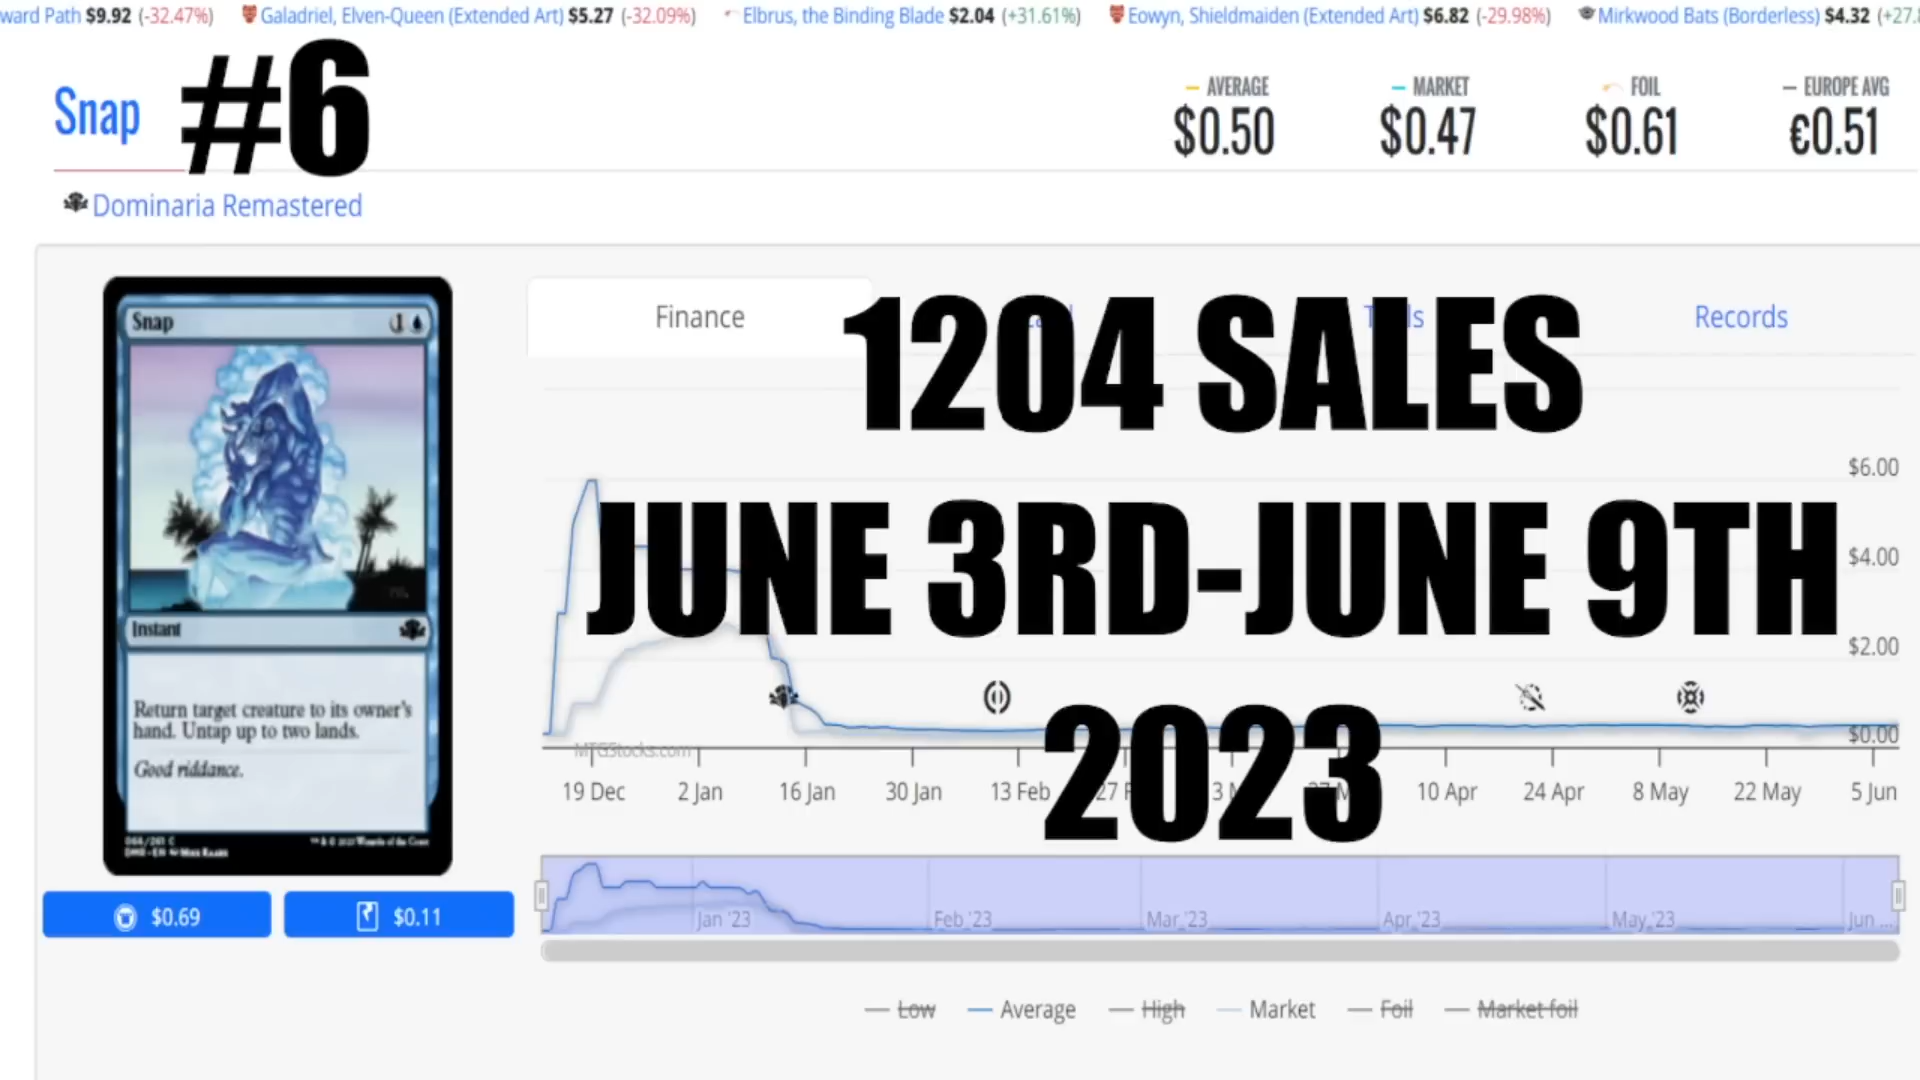 ward Path $9.92 (-32.47%) Galadriel, Elven-Queen (Extended Art) $5.27 (-32.09%) Elbrus, the Binding Blade $2.04 (+31.61%) Eowyn, Shieldmaiden (Extended Art) $6.82 (-29.98%) Mirkwood Bats (Borderless) $4.32 (+27.
Snap #6
AVERAGE MARKET FOIL EUROPE AVG
$0.50 $0.47 $0.61 €0.51
Dominaria Remastered
Finance Records
1204 SALES
JUNE 3RD-JUNE 9TH
2023
Snap 1
Instant
Return target creature to its owner's
hand. Untap up to two lands.
Good riddance.
$6.00
$4.00
$2.00
$0.00
MTGStocks.com
19 Dec 2 Jan 16 Jan 30 Jan 13 Feb 27 10 Apr 24 Apr 8 May 22 May 5 Jun
Jan '23 Feb '23 Mar '23 Apr '23 May '23 Jun ...
$0.69 $0.11
Low Average High Market Foil Market foil